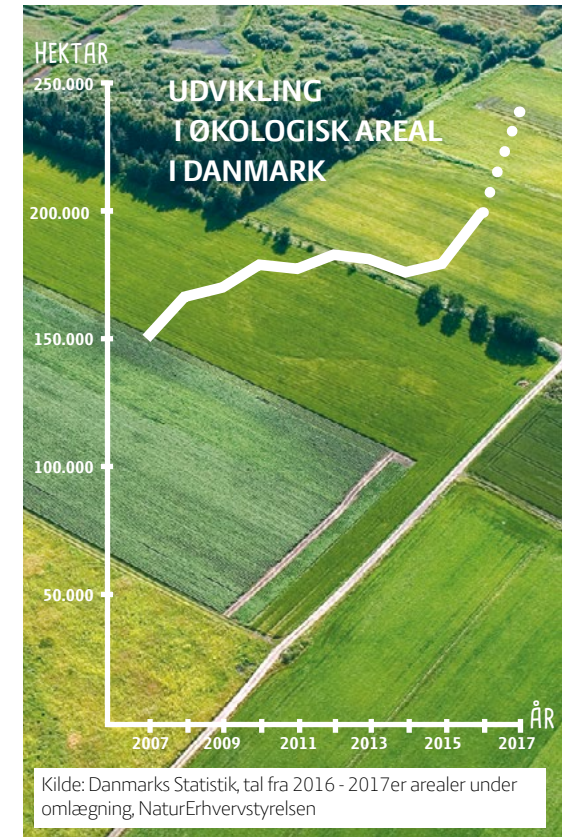 HEKTAR
250.000
UDVIKLING
I ØKOLOGISK AREAL
I DANMARK
200.000
150.000
100.000
50.000
ÅR
2007 2009 2011 2013 2015 2017
Kilde: Danmarks Statistik, tal fra 2016 - 2017er arealer under
omlægning, NaturErhvervstyrelsen